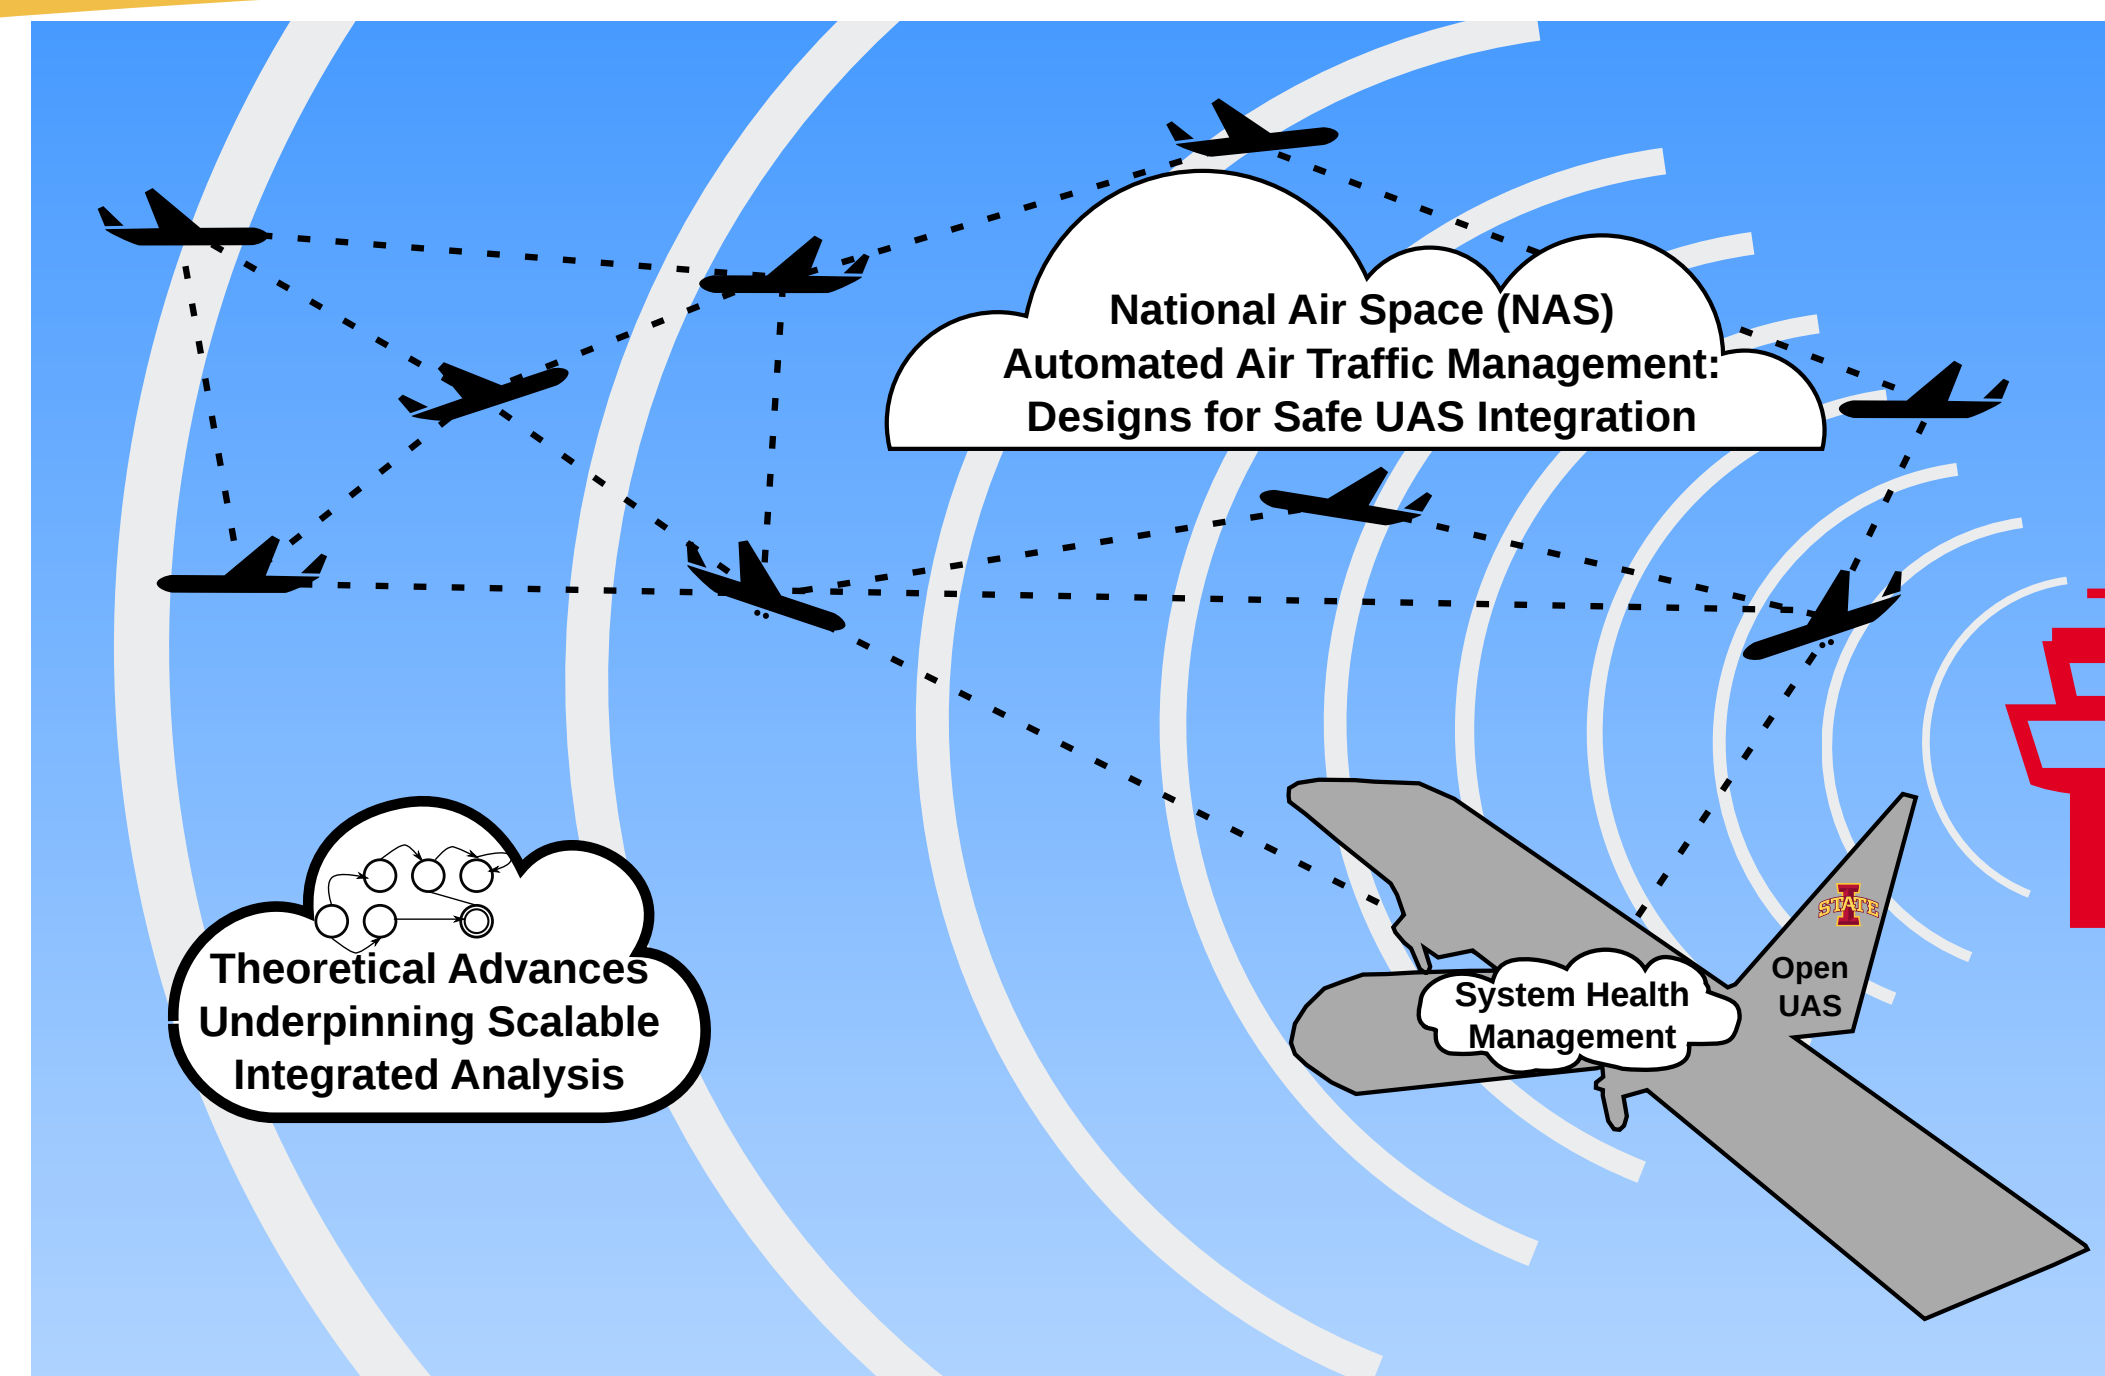 National Air Space (NAS)
Automated Air Traffic Management:
Designs for Safe UAS Integration
Theoretical Advances
Underpinning Scalable
Integrated Analysis
System Health
Management
STATE
Open
UAS